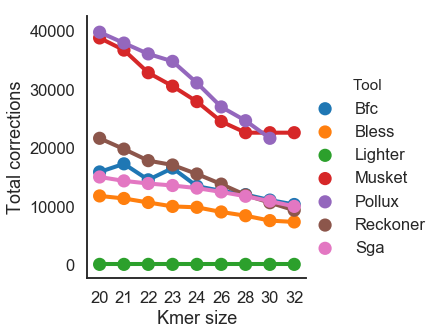 40000
30000
20000
10000
0
Total corrections
20 21 22 23 24 26 28 30 32
Kmer size
Tool
Bfc
Bless
Lighter
Musket
Pollux
Reckoner
Sga